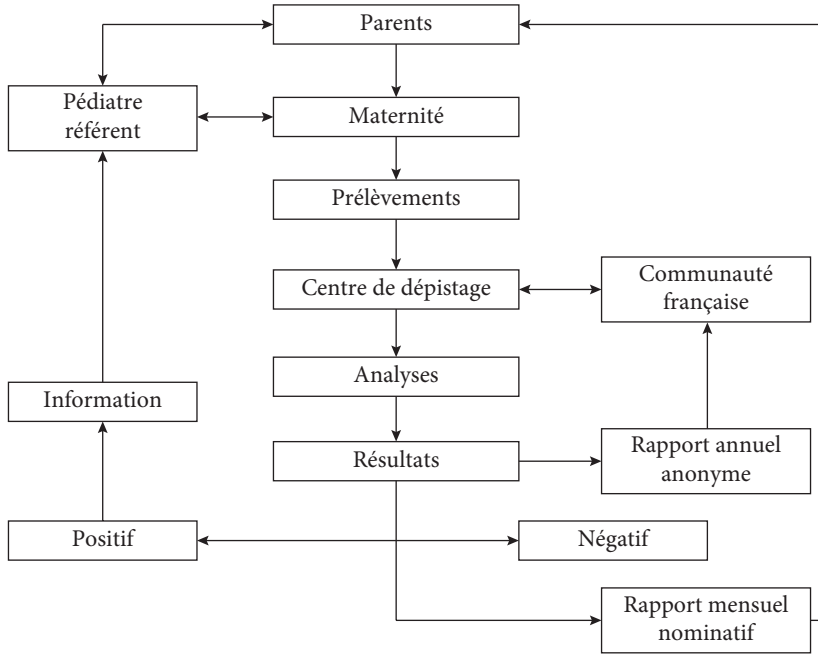 Parents
Pédiatre
référent
Maternité
Prélèvements
Centre de dépistage
Communauté
française
Analyses
Information
Résultats
Rapport annuel
anonyme
Positif
Négatif
Rapport mensuel
nominatif